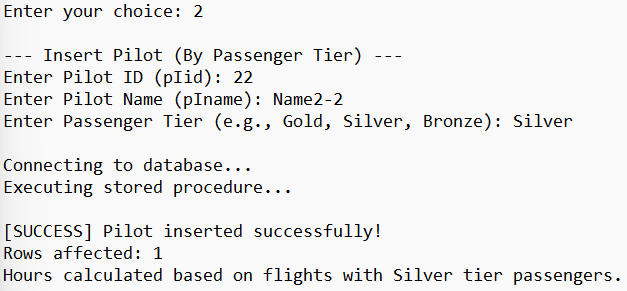 Enter your choice: 2
--- Insert Pilot (By Passenger Tier) ---
Enter Pilot ID (pIid): 22
Enter Pilot Name (pIname): Name2-2
Enter Passenger Tier (e.g., Gold, Silver, Bronze): Silver
Connecting to database...
Executing stored procedure...
[SUCCESS] Pilot inserted successfully!
Rows affected: 1
Hours calculated based on flights with Silver tier passengers.